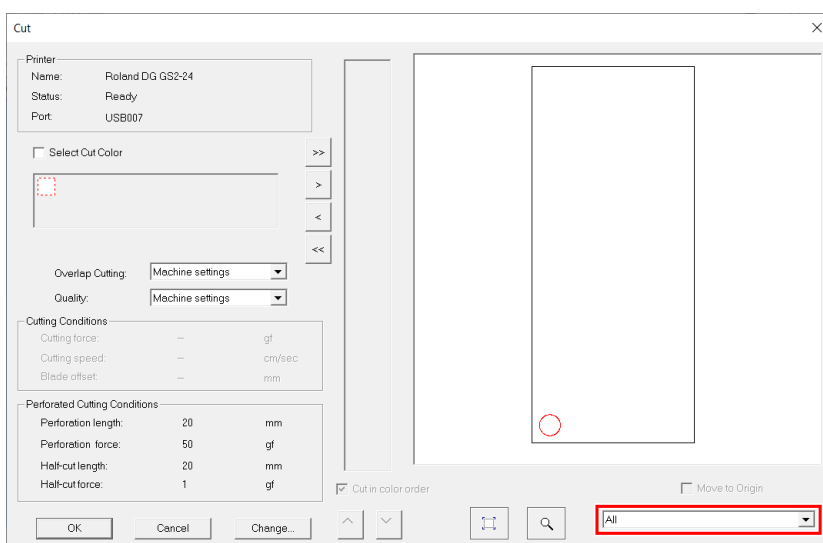 Cut
Printer
Name: Roland DG GS2-24
Status: Ready
Port: USB007
Select Cut Color
>>
>
<
<<
Overlap Cutting: Machine settings
Quality: Machine settings
Cutting Conditions
Cutting force: – gf
Cutting speed: – cm/sec
Blade offset: – mm
Perforated Cutting Conditions
Perforation length: 20 mm
Perforation force: 50 gf
Half-cut length: 20 mm
Half-cut force: 1 gf
Cut in color order
Move to Origin
OK Cancel Change... All